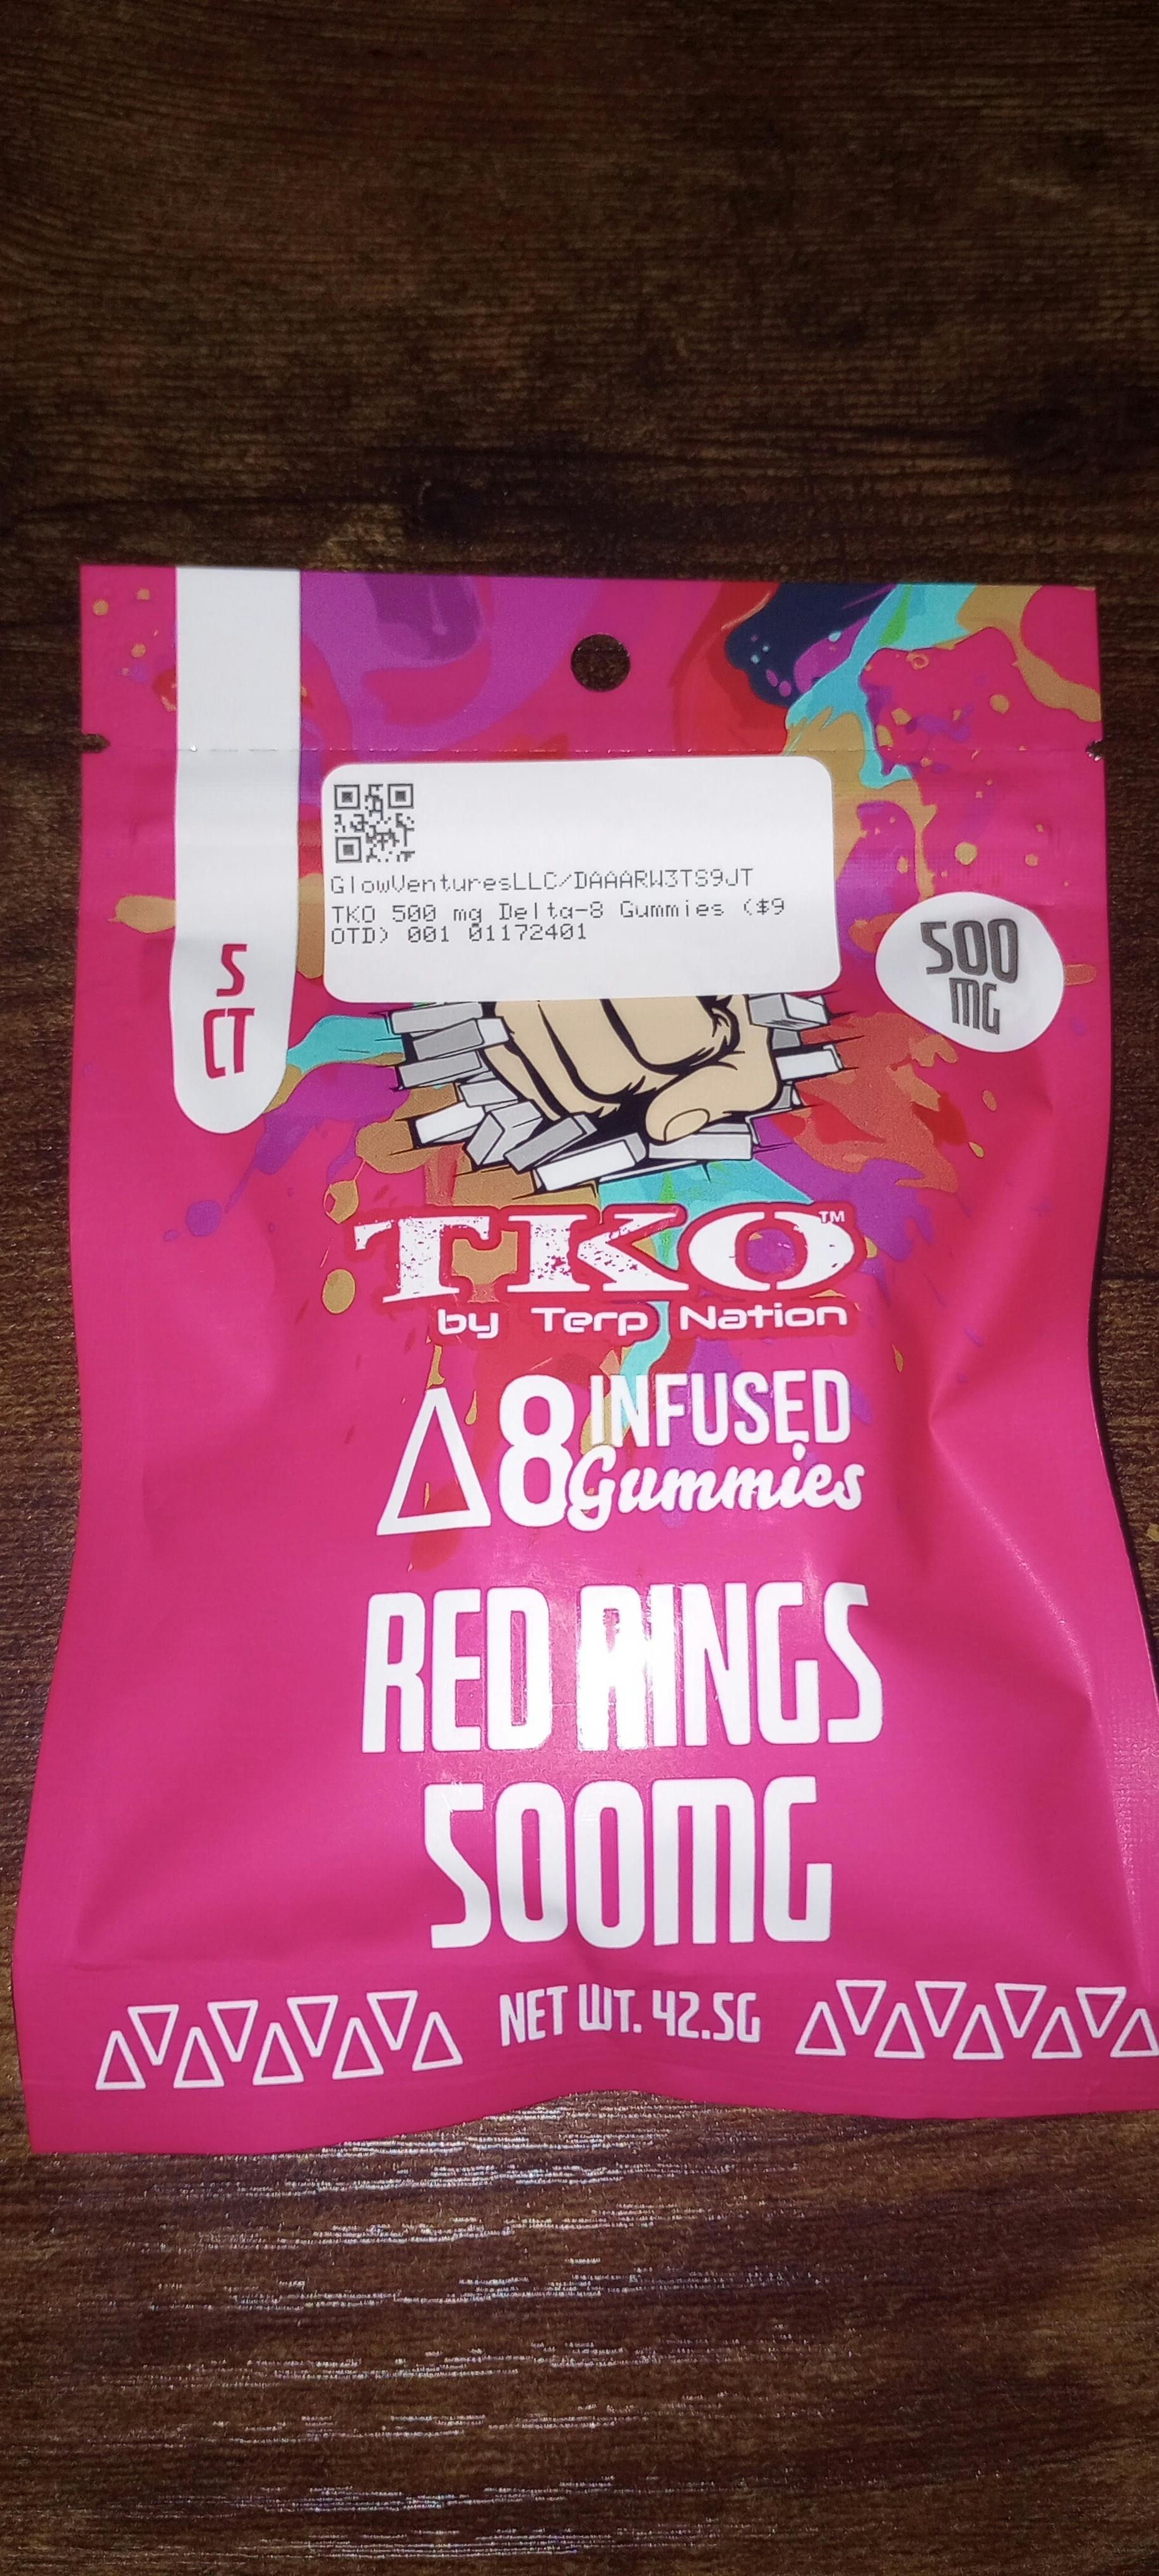 GlowVenturesLLC/DAAARW3TS9JT
TKO 500 mg Delta-8 Gummies ($9
OTD) 001 01172401
5
CT
500
MG
TKO™
by Terp Nation
Δ8 INFUSED
Gummies
RED RINGS
500MG
NET WT. 42.5G